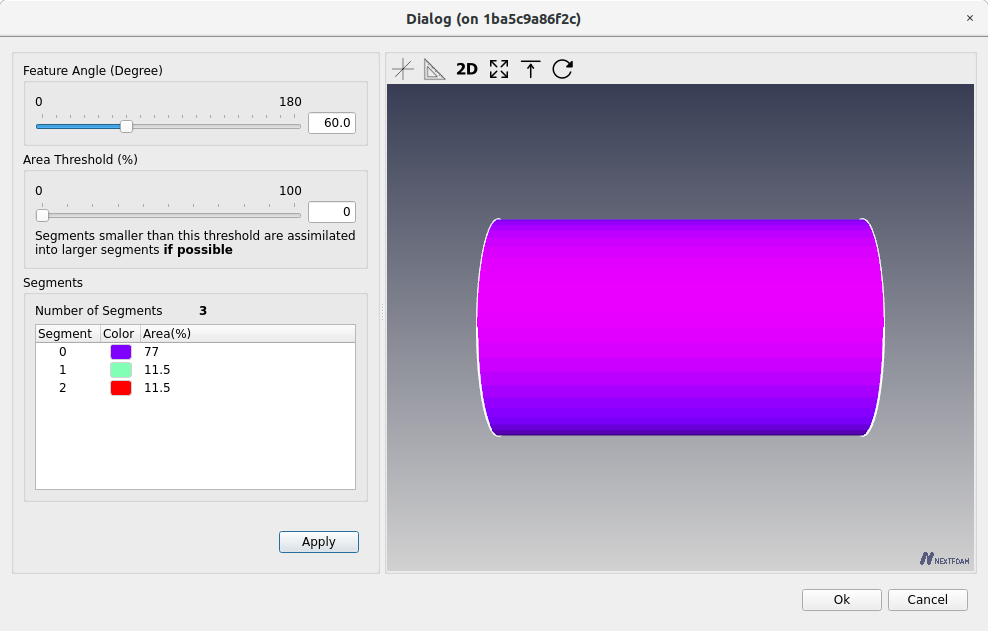 Dialog (on 1ba5c9a86f2c)
×
Feature Angle (Degree)
0 180
60.0
Area Threshold (%)
0 100
0
Segments smaller than this threshold are assimilated
into larger segments if possible
Segments
Number of Segments 3
Segment Color Area(%)
0 77
1 11.5
2 11.5
Apply
2D
NEXTFOAM
Ok Cancel